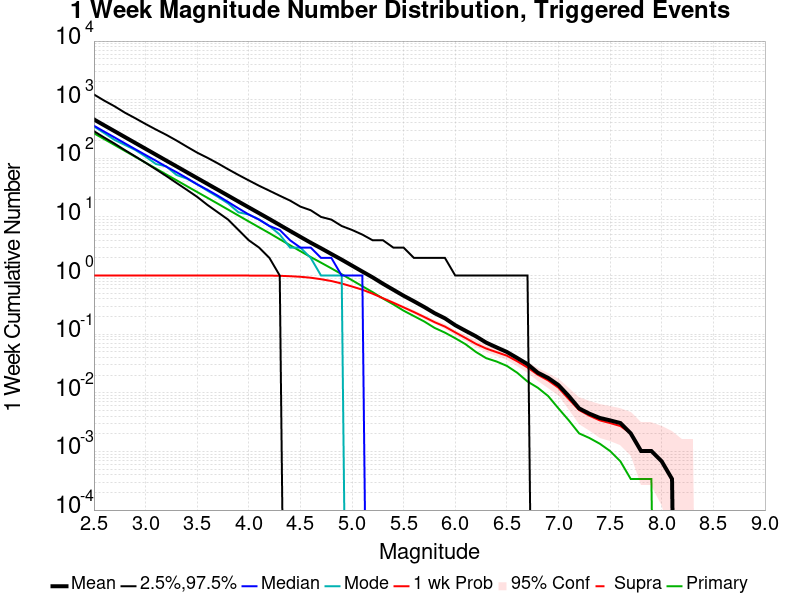 1 Week Magnitude Number Distribution, Triggered Events
1 Week Cumulative Number
10^4
10^3
10^2
10^1
10^0
10^-1
10^-2
10^-3
10^-4
2.5 3.0 3.5 4.0 4.5 5.0 5.5 6.0 6.5 7.0 7.5 8.0 8.5 9.0
Magnitude
Mean 2.5%,97.5% Median Mode 1 wk Prob 95% Conf Supra Primary